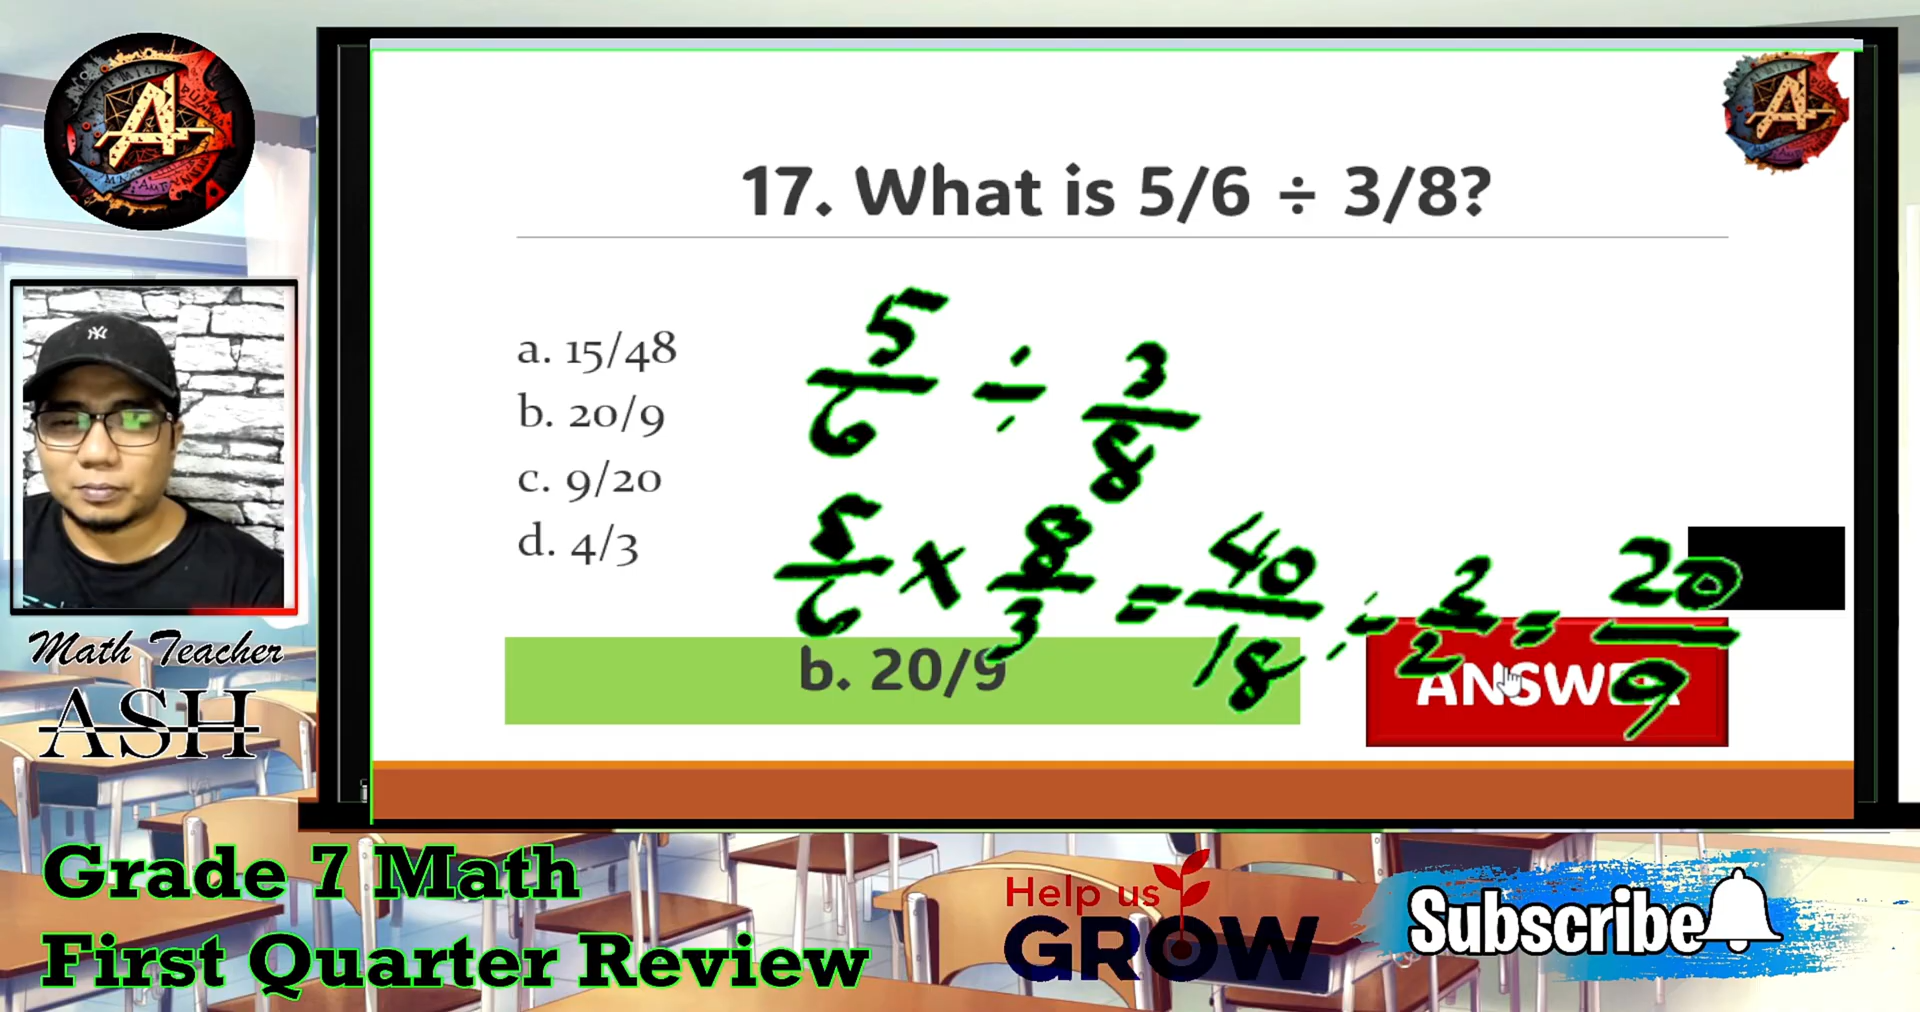 17. What is 5/6 ÷ 3/8?
a. 15/48
b. 20/9
c. 9/20
d. 4/3
5/6 ÷ 3/8
5/6 × 8/3 = 40/18 ÷ 2/2 = 20/9
b. 20/9
ANSWER
Math Teacher
ASH
Grade 7 Math
First Quarter Review
Help us
GROW
Subscribe